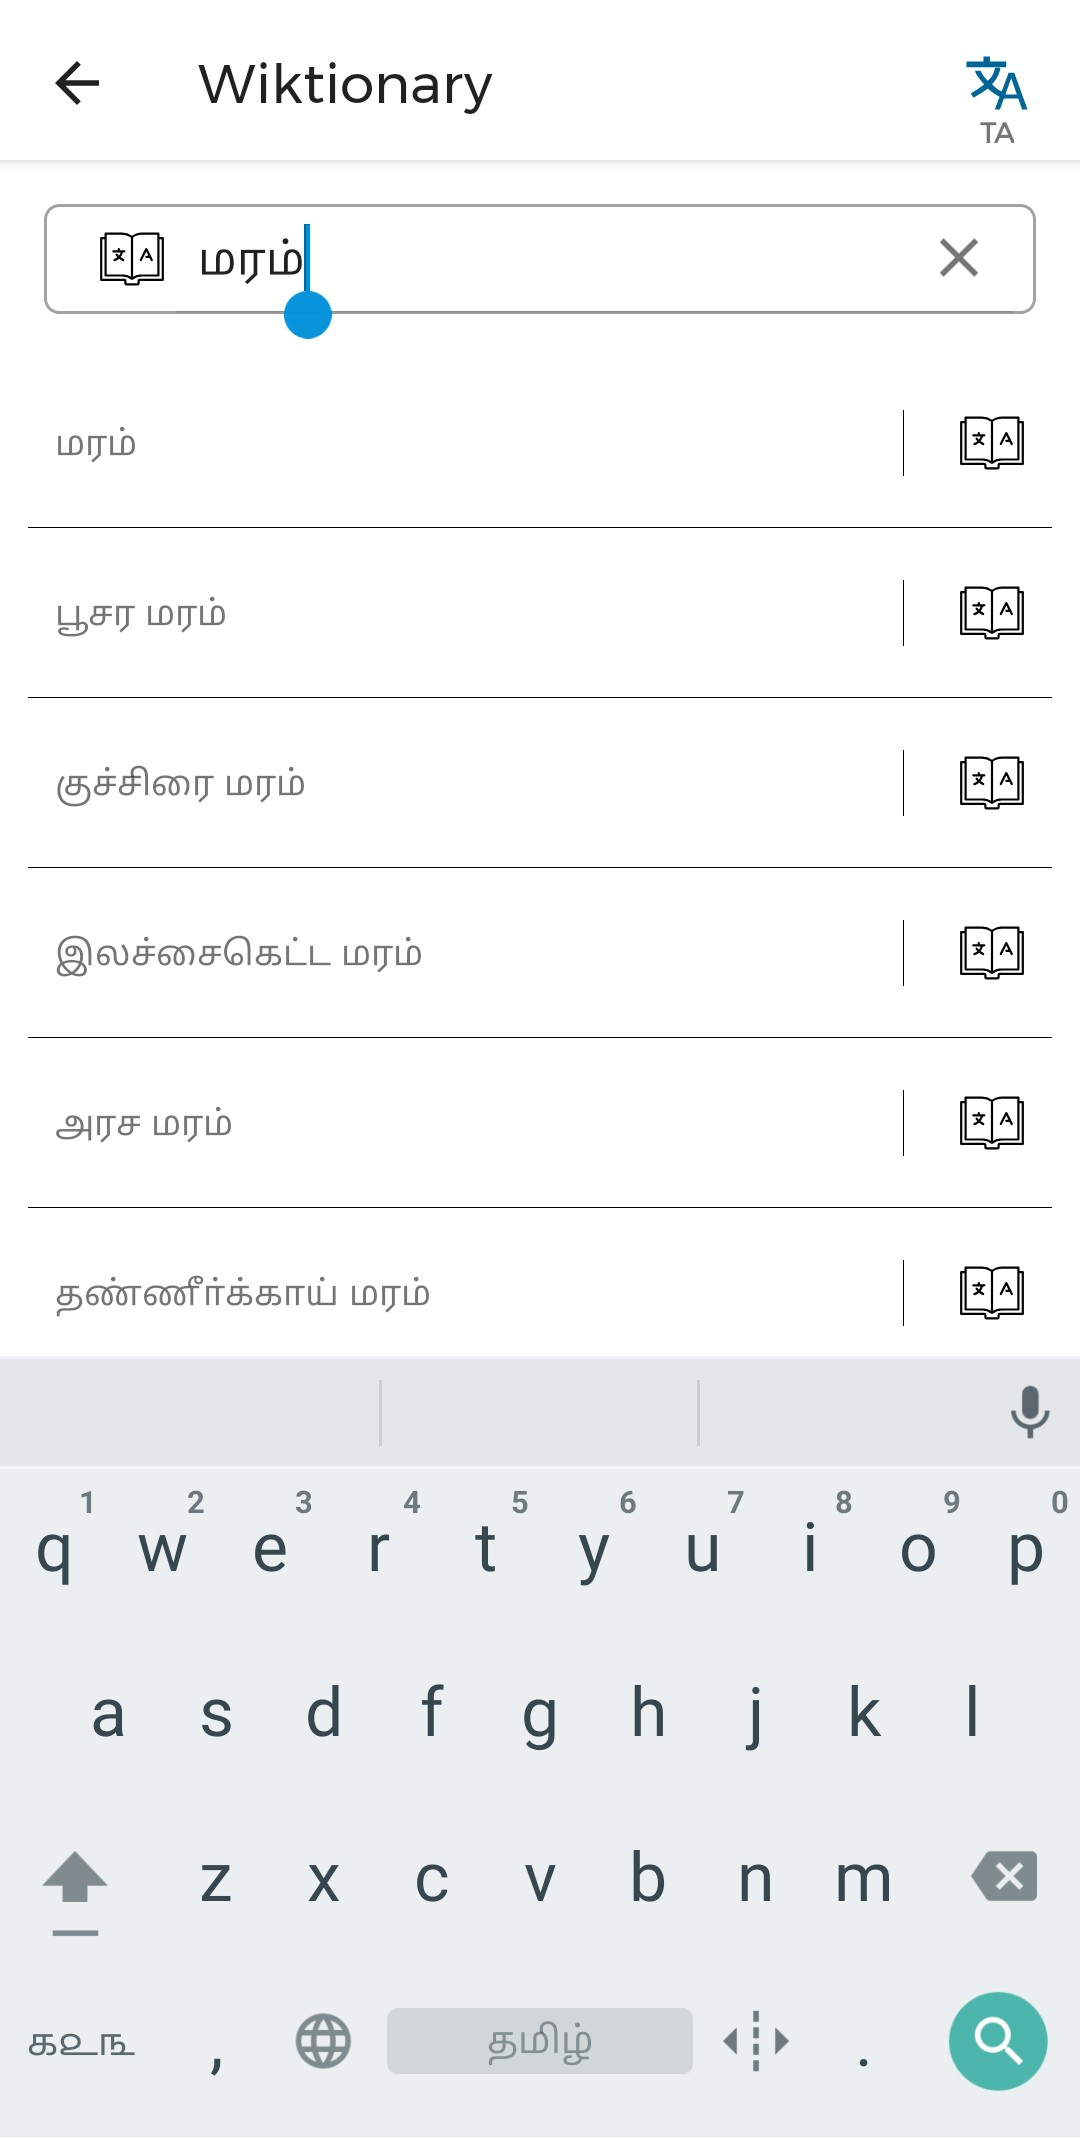 Wiktionary
TA
மரம்
மரம்
பூசர மரம்
குச்சிரை மரம்
இலச்சைகெட்ட மரம்
அரச மரம்
தண்ணீர்க்காய் மரம்
1 2 3 4 5 6 7 8 9 0
q w e r t y u i o p
a s d f g h j k l
z x c v b n m
௧௨௩ , தமிழ் .